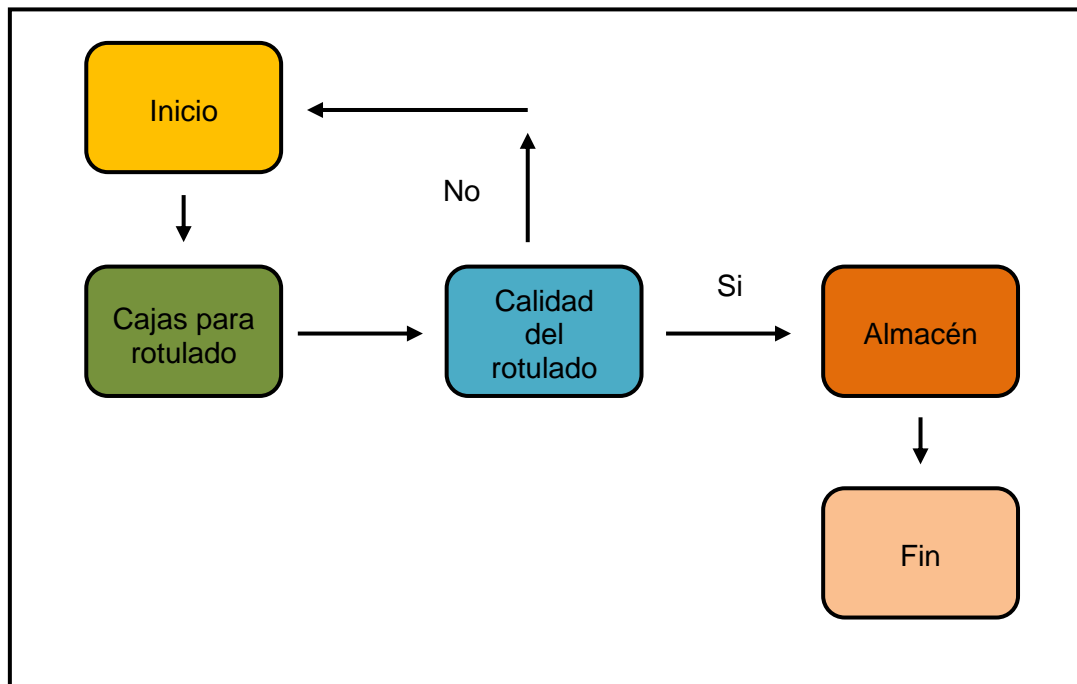 Inicio
No
Cajas para
rotulado
Calidad
del
rotulado
Si
Almacén
Fin